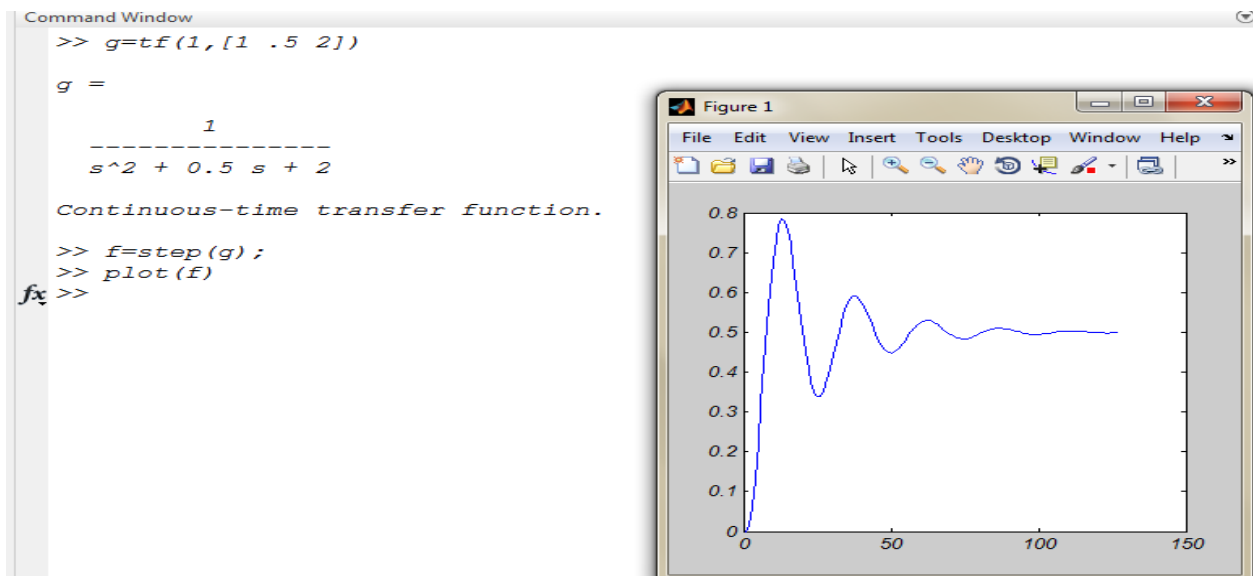 Command Window
>> g=tf(1,[1 .5 2])
g =
1
---------------
s^2 + 0.5 s + 2
Continuous-time transfer function.
>> f=step(g);
>> plot(f)
fx >>
Figure 1
File Edit View Insert Tools Desktop Window Help
0.8
0.7
0.6
0.5
0.4
0.3
0.2
0.1
0
0 50 100 150